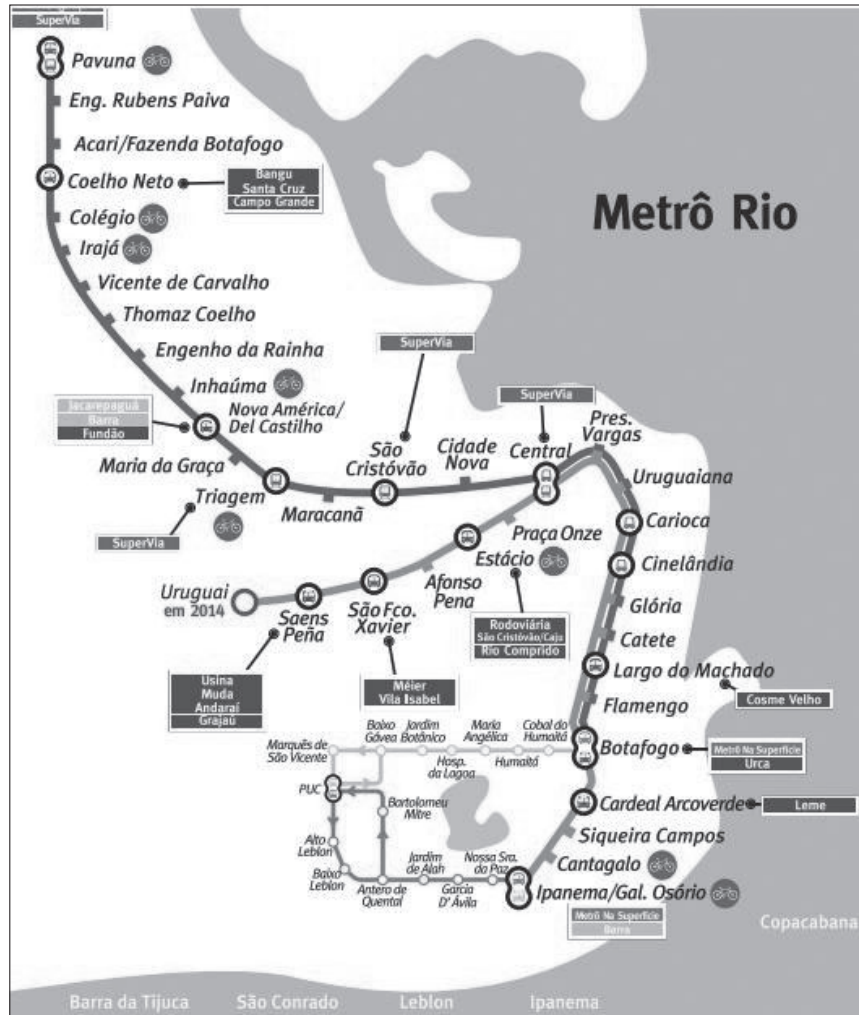 SuperVia
Pavuna
Eng. Rubens Paiva
Acari/Fazenda Botafogo
Coelho Neto
Bangu
Santa Cruz
Campo Grande
Metrô Rio
Colégio
Irajá
Vicente de Carvalho
Thomaz Coelho
Engenho da Rainha
Inhaúma
Jacarepaguá
Barra
Fundão
Nova América/
Del Castilho
Maria da Graça
Triagem
SuperVia
Maracanã
SuperVia
São
Cristóvão
Cidade
Nova
SuperVia
Central
Pres.
Vargas
Uruguaiana
Carioca
Cinelândia
Glória
Catete
Largo do Machado
Cosme Velho
Flamengo
Botafogo
Metrô Na Superfície
Urca
Praça Onze
Estácio
Rodoviária
São Cristóvão/Caju
Rio Comprido
Afonso
Pena
São Fco.
Xavier
Méier
Vila Isabel
Saens
Peña
Usina
Muda
Andaraí
Grajaú
Uruguai
em 2014
Marquês de
São Vicente
Baixo
Gávea
Jardim
Botânico
Hosp.
da Lagoa
Maria
Angélica
Humaitá
Cobal do
Humaitá
PUC
Bartolomeu
Mitre
Alto
Leblon
Baixo
Leblon
Antero de
Quental
Jardim
de Alah
Garcia
D' Ávila
Nossa Sra.
da Paz
Cardeal Arcoverde
Leme
Siqueira Campos
Cantagalo
Ipanema/Gal. Osório
Metrô Na Superfície
Barra
Copacabana
Barra da Tijuca
São Conrado
Leblon
Ipanema